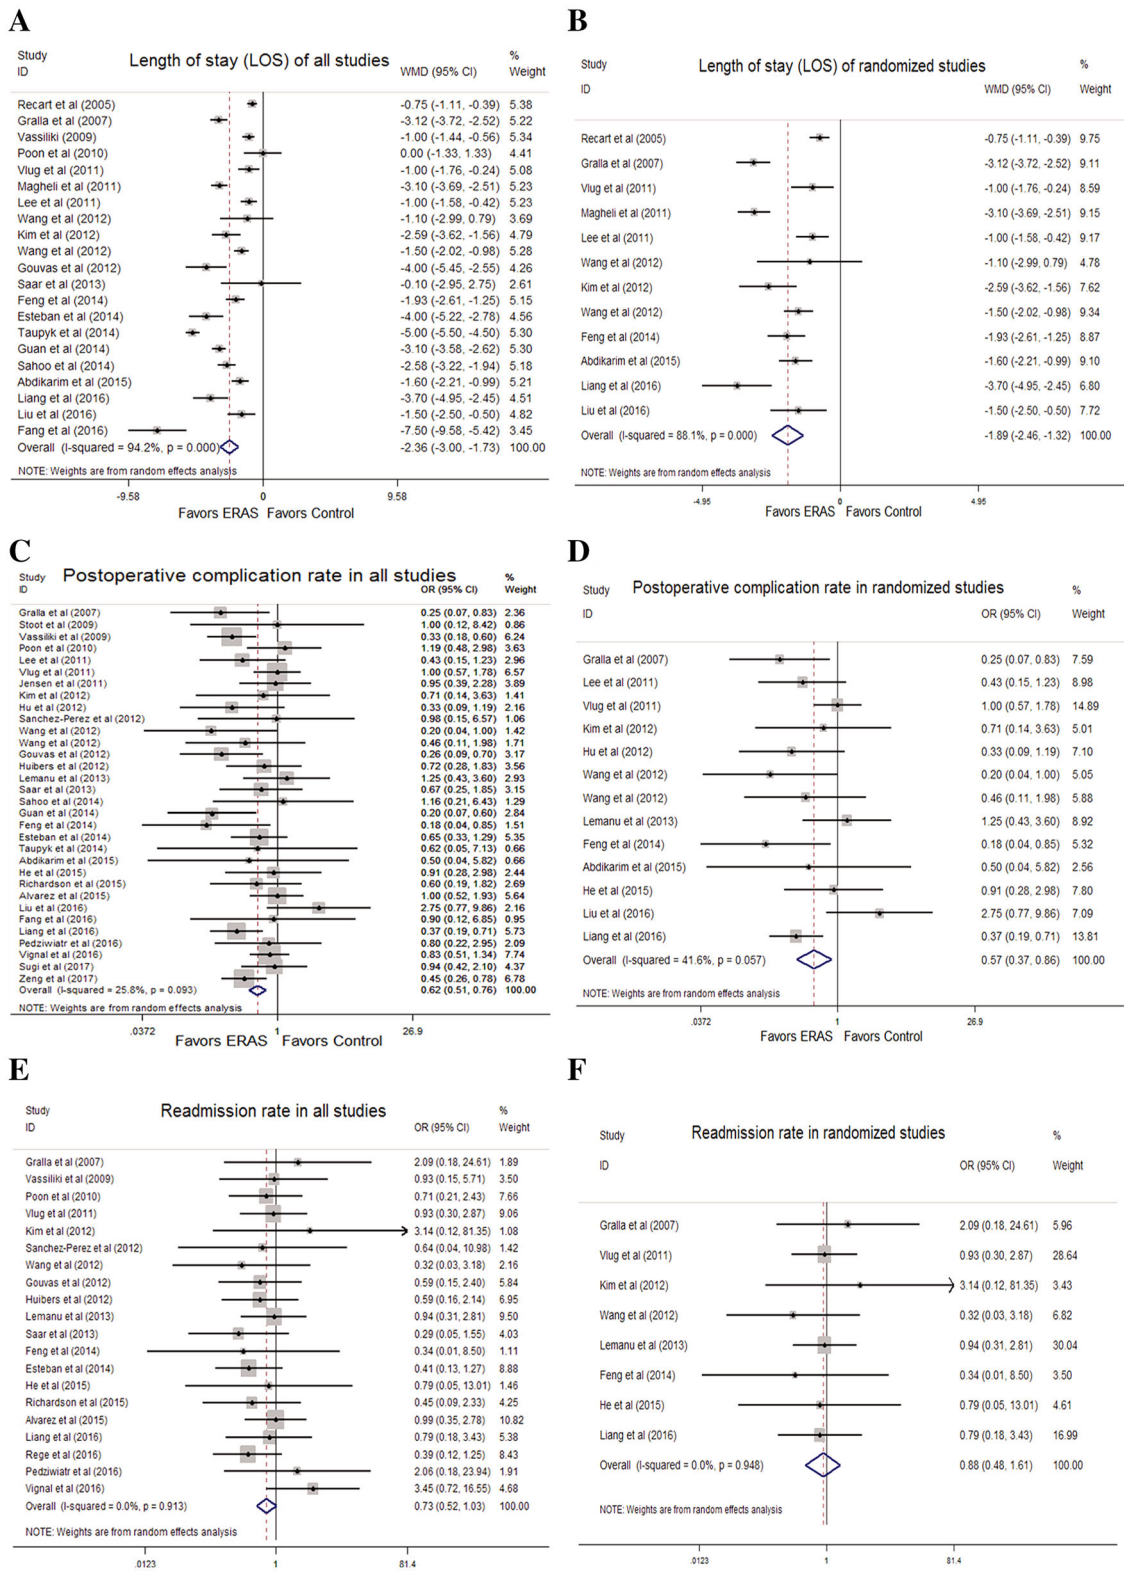 A
Study
ID
Length of stay (LOS) of all studies
WMD (95% CI)
%
Weight
Recart et al (2005) -0.75 (-1.11, -0.39) 5.38
Gralla et al (2007) -3.12 (-3.72, -2.52) 5.22
Vassiliki (2009) -1.00 (-1.44, -0.56) 5.34
Poon et al (2010) 0.00 (-1.33, 1.33) 4.41
Vlug et al (2011) -1.00 (-1.76, -0.24) 5.08
Magheli et al (2011) -3.10 (-3.69, -2.51) 5.23
Lee et al (2011) -1.00 (-1.58, -0.42) 5.23
Wang et al (2012) -1.10 (-2.99, 0.79) 3.69
Kim et al (2012) -2.59 (-3.62, -1.56) 4.79
Wang et al (2012) -1.50 (-2.02, -0.98) 5.28
Gouvas et al (2012) -4.00 (-5.45, -2.55) 4.26
Saar et al (2013) -0.10 (-2.95, 2.75) 2.61
Feng et al (2014) -1.93 (-2.61, -1.25) 5.15
Esteban et al (2014) -4.00 (-5.22, -2.78) 4.56
Taupyk et al (2014) -5.00 (-5.50, -4.50) 5.30
Guan et al (2014) -3.10 (-3.58, -2.62) 5.30
Sahoo et al (2014) -2.58 (-3.22, -1.94) 5.18
Abdikarim et al (2015) -1.60 (-2.21, -0.99) 5.21
Liang et al (2016) -3.70 (-4.95, -2.45) 4.51
Liu et al (2016) -1.50 (-2.50, -0.50) 4.82
Fang et al (2016) -7.50 (-9.58, -5.42) 3.45
Overall (I-squared = 94.2%, p = 0.000) -2.36 (-3.00, -1.73) 100.00
NOTE: Weights are from random effects analysis
-9.58 0 9.58
Favors ERAS Favors Control
B
Study
ID
Length of stay (LOS) of randomized studies
WMD (95% CI)
%
Weight
Recart et al (2005) -0.75 (-1.11, -0.39) 9.75
Gralla et al (2007) -3.12 (-3.72, -2.52) 9.11
Vlug et al (2011) -1.00 (-1.76, -0.24) 8.59
Magheli et al (2011) -3.10 (-3.69, -2.51) 9.15
Lee et al (2011) -1.00 (-1.58, -0.42) 9.17
Wang et al (2012) -1.10 (-2.99, 0.79) 4.78
Kim et al (2012) -2.59 (-3.62, -1.56) 7.62
Wang et al (2012) -1.50 (-2.02, -0.98) 9.34
Feng et al (2014) -1.93 (-2.61, -1.25) 8.87
Abdikarim et al (2015) -1.60 (-2.21, -0.99) 9.10
Liang et al (2016) -3.70 (-4.95, -2.45) 6.80
Liu et al (2016) -1.50 (-2.50, -0.50) 7.72
Overall (I-squared = 88.1%, p = 0.000) -1.89 (-2.46, -1.32) 100.00
NOTE: Weights are from random effects analysis
-4.95 0 4.95
Favors ERAS Favors Control
C
Study
ID
Postoperative complication rate in all studies
OR (95% CI)
%
Weight
Gralla et al (2007) 0.25 (0.07, 0.83) 2.36
Stoot et al (2009) 1.00 (0.12, 8.42) 0.86
Vassiliki et al (2009) 0.33 (0.18, 0.60) 6.24
Poon et al (2010) 1.19 (0.48, 2.98) 3.63
Lee et al (2011) 0.43 (0.15, 1.23) 2.96
Vlug et al (2011) 1.00 (0.57, 1.78) 6.57
Jensen et al (2011) 0.95 (0.39, 2.28) 3.89
Kim et al (2012) 0.71 (0.14, 3.63) 1.41
Hu et al (2012) 0.33 (0.09, 1.19) 2.16
Sanchez-Perez et al (2012) 0.98 (0.15, 6.57) 1.06
Wang et al (2012) 0.20 (0.04, 1.00) 1.42
Wang et al (2012) 0.46 (0.11, 1.98) 1.71
Gouvas et al (2012) 0.26 (0.09, 0.70) 3.17
Huibers et al (2012) 0.72 (0.28, 1.83) 3.56
Lemanu et al (2013) 1.25 (0.43, 3.60) 2.93
Saar et al (2013) 0.67 (0.25, 1.85) 3.15
Sahoo et al (2014) 1.16 (0.21, 6.43) 1.29
Guan et al (2014) 0.20 (0.07, 0.60) 2.84
Feng et al (2014) 0.18 (0.04, 0.85) 1.51
Esteban et al (2014) 0.65 (0.33, 1.29) 5.35
Taupyk et al (2014) 0.62 (0.05, 7.13) 0.66
Abdikarim et al (2015) 0.50 (0.04, 5.82) 0.66
He et al (2015) 0.91 (0.28, 2.98) 2.44
Richardson et al (2015) 0.60 (0.19, 1.82) 2.69
Alvarez et al (2015) 1.00 (0.52, 1.93) 5.64
Liu et al (2016) 2.75 (0.77, 9.86) 2.16
Fang et al (2016) 0.90 (0.12, 6.85) 0.95
Liang et al (2016) 0.37 (0.19, 0.71) 5.73
Pedziwiatr et al (2016) 0.80 (0.22, 2.95) 2.09
Vignal et al (2016) 0.83 (0.51, 1.34) 7.74
Sugi et al (2017) 0.94 (0.42, 2.10) 4.37
Zeng et al (2017) 0.45 (0.26, 0.78) 6.78
Overall (I-squared = 25.8%, p = 0.093) 0.62 (0.51, 0.76) 100.00
NOTE: Weights are from random effects analysis
.0372 1 26.9
Favors ERAS Favors Control
D
Study
ID
Postoperative complication rate in randomized studies
OR (95% CI)
%
Weight
Gralla et al (2007) 0.25 (0.07, 0.83) 7.59
Lee et al (2011) 0.43 (0.15, 1.23) 8.98
Vlug et al (2011) 1.00 (0.57, 1.78) 14.89
Kim et al (2012) 0.71 (0.14, 3.63) 5.01
Hu et al (2012) 0.33 (0.09, 1.19) 7.10
Wang et al (2012) 0.20 (0.04, 1.00) 5.05
Wang et al (2012) 0.46 (0.11, 1.98) 5.88
Lemanu et al (2013) 1.25 (0.43, 3.60) 8.92
Feng et al (2014) 0.18 (0.04, 0.85) 5.32
Abdikarim et al (2015) 0.50 (0.04, 5.82) 2.56
He et al (2015) 0.91 (0.28, 2.98) 7.80
Liu et al (2016) 2.75 (0.77, 9.86) 7.09
Liang et al (2016) 0.37 (0.19, 0.71) 13.81
Overall (I-squared = 41.6%, p = 0.057) 0.57 (0.37, 0.86) 100.00
NOTE: Weights are from random effects analysis
.0372 1 26.9
Favors ERAS Favors Control
E
Study
ID
Readmission rate in all studies
OR (95% CI)
%
Weight
Gralla et al (2007) 2.09 (0.18, 24.61) 1.89
Vassiliki et al (2009) 0.93 (0.15, 5.71) 3.50
Poon et al (2010) 0.71 (0.21, 2.43) 7.66
Vlug et al (2011) 0.93 (0.30, 2.87) 9.06
Kim et al (2012) 3.14 (0.12, 81.35) 1.08
Sanchez-Perez et al (2012) 0.64 (0.04, 10.98) 1.42
Wang et al (2012) 0.32 (0.03, 3.18) 2.16
Gouvas et al (2012) 0.59 (0.15, 2.40) 5.84
Huibers et al (2012) 0.59 (0.16, 2.14) 6.95
Lemanu et al (2013) 0.94 (0.31, 2.81) 9.50
Saar et al (2013) 0.29 (0.05, 1.55) 4.03
Feng et al (2014) 0.34 (0.01, 8.50) 1.11
Esteban et al (2014) 0.41 (0.13, 1.27) 8.88
He et al (2015) 0.79 (0.05, 13.01) 1.46
Richardson et al (2015) 0.45 (0.09, 2.33) 4.25
Alvarez et al (2015) 0.99 (0.35, 2.78) 10.82
Liang et al (2016) 0.79 (0.18, 3.43) 5.38
Rege et al (2016) 0.39 (0.12, 1.25) 8.43
Pedziwiatr et al (2016) 2.06 (0.18, 23.94) 1.91
Vignal et al (2016) 3.45 (0.72, 16.55) 4.68
Overall (I-squared = 0.0%, p = 0.913) 0.73 (0.52, 1.03) 100.00
NOTE: Weights are from random effects analysis
.0123 1 81.4
F
Study
ID
Readmission rate in randomized studies
OR (95% CI)
%
Weight
Gralla et al (2007) 2.09 (0.18, 24.61) 5.96
Vlug et al (2011) 0.93 (0.30, 2.87) 28.64
Kim et al (2012) 3.14 (0.12, 81.35) 3.43
Wang et al (2012) 0.32 (0.03, 3.18) 6.82
Lemanu et al (2013) 0.94 (0.31, 2.81) 30.04
Feng et al (2014) 0.34 (0.01, 8.50) 3.50
He et al (2015) 0.79 (0.05, 13.01) 4.61
Liang et al (2016) 0.79 (0.18, 3.43) 16.99
Overall (I-squared = 0.0%, p = 0.948) 0.88 (0.48, 1.61) 100.00
NOTE: Weights are from random effects analysis
.0123 1 81.4